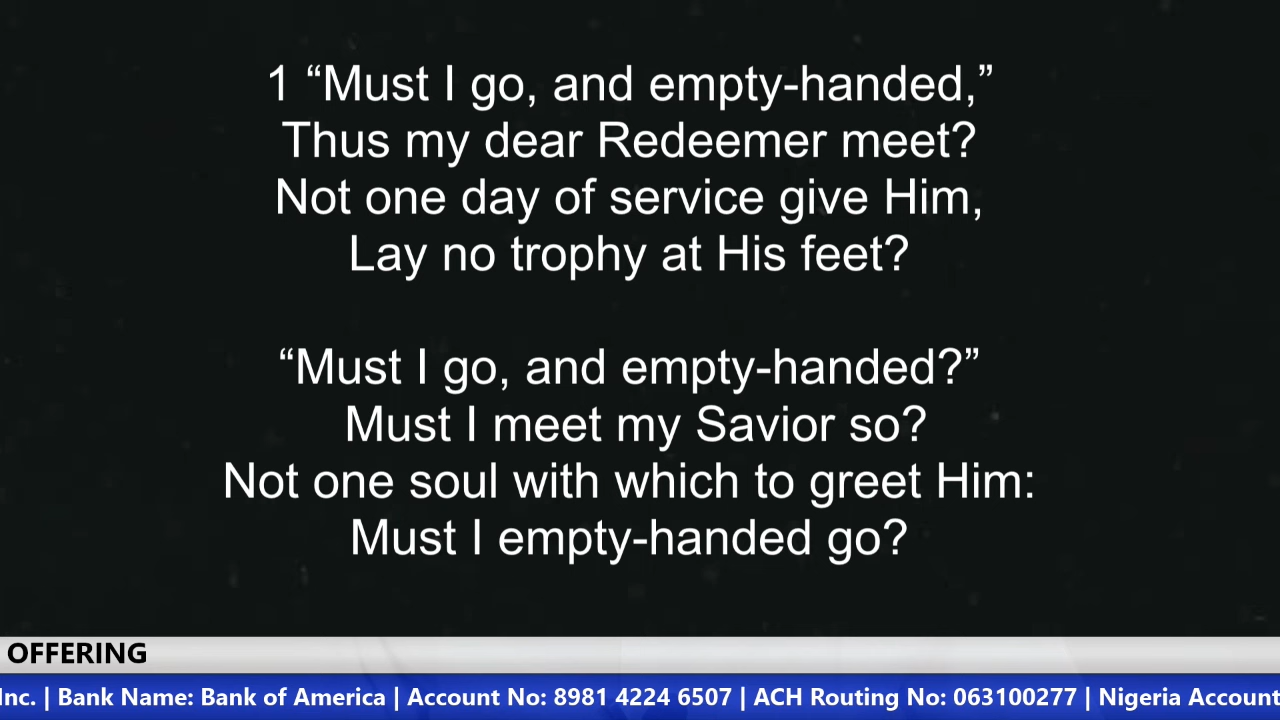 1 “Must I go, and empty-handed,”
Thus my dear Redeemer meet?
Not one day of service give Him,
Lay no trophy at His feet?
“Must I go, and empty-handed?”
Must I meet my Savior so?
Not one soul with which to greet Him:
Must I empty-handed go?
OFFERING
Inc. | Bank Name: Bank of America | Account No: 8981 4224 6507 | ACH Routing No: 063100277 | Nigeria Account